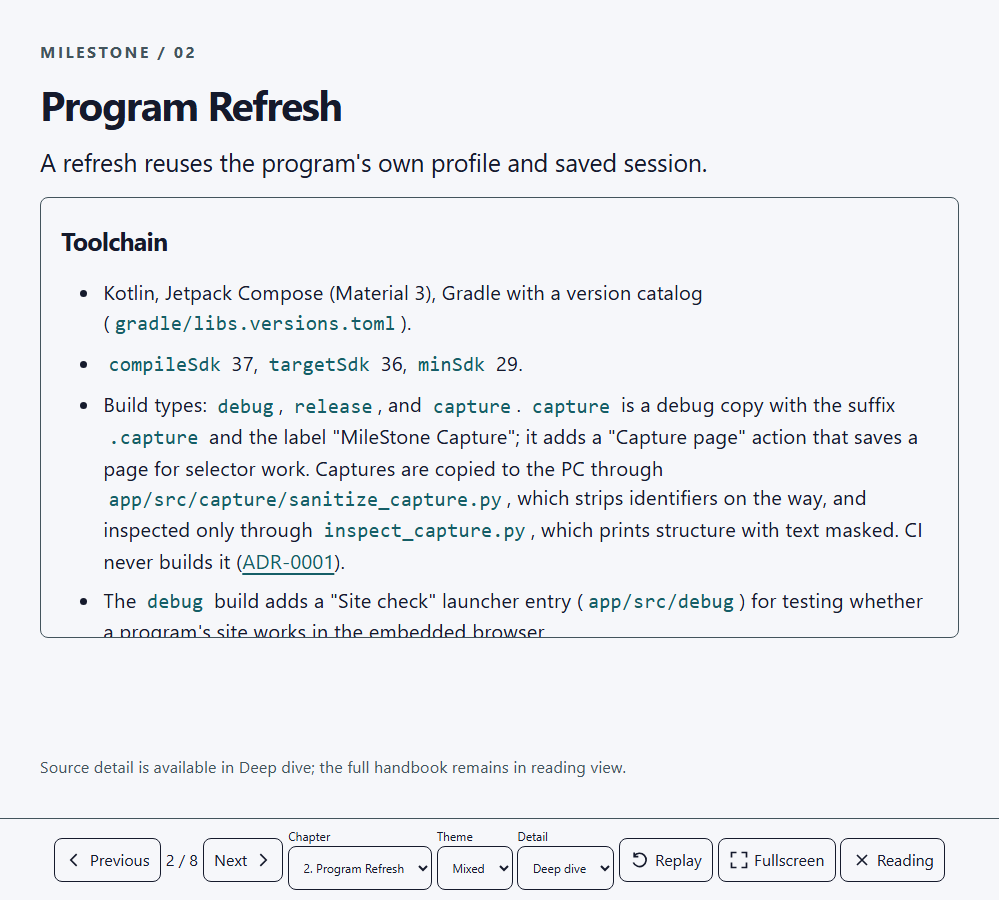 MILESTONE / 02
Program Refresh
A refresh reuses the program's own profile and saved session.
Toolchain
• Kotlin, Jetpack Compose (Material 3), Gradle with a version catalog
( gradle/libs.versions.toml ).
• compileSdk 37, targetSdk 36, minSdk 29.
• Build types: debug, release, and capture. capture is a debug copy with the suffix
.capture and the label "MileStone Capture"; it adds a "Capture page" action that saves a
page for selector work. Captures are copied to the PC through
app/src/capture/sanitize_capture.py, which strips identifiers on the way, and
inspected only through inspect_capture.py, which prints structure with text masked. CI
never builds it (ADR-0001).
• The debug build adds a "Site check" launcher entry ( app/src/debug ) for testing whether
a program's site works in the embedded browser
Source detail is available in Deep dive; the full handbook remains in reading view.
Chapter Theme Detail
Previous 2 / 8 Next 2. Program Refresh Mixed Deep dive Replay Fullscreen Reading